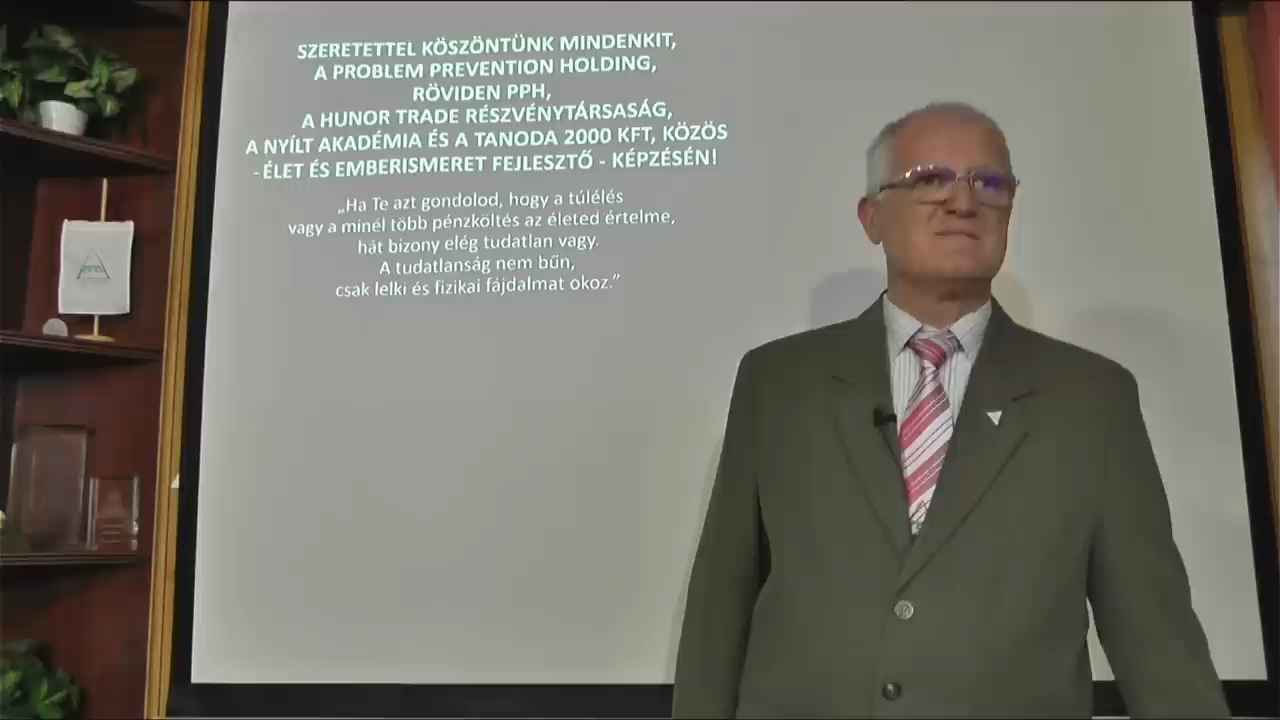 SZERETETTEL KÖSZÖNTÜNK MINDENKIT,
A PROBLEM PREVENTION HOLDING,
RÖVIDEN PPH,
A HUNOR TRADE RÉSZVÉNYTÁRSASÁG,
A NYÍLT AKADÉMIA ÉS A TANODA 2000 KFT, KÖZÖS
- ÉLET ÉS EMBERISMERET FEJLESZTŐ - KÉPZÉSÉN!
„Ha Te azt gondolod, hogy a túlélés
vagy a minél több pénzköltés az életed értelme,
hát bizony elég tudatlan vagy.
A tudatlanság nem bűn,
csak lelki és fizikai fájdalmat okoz.”